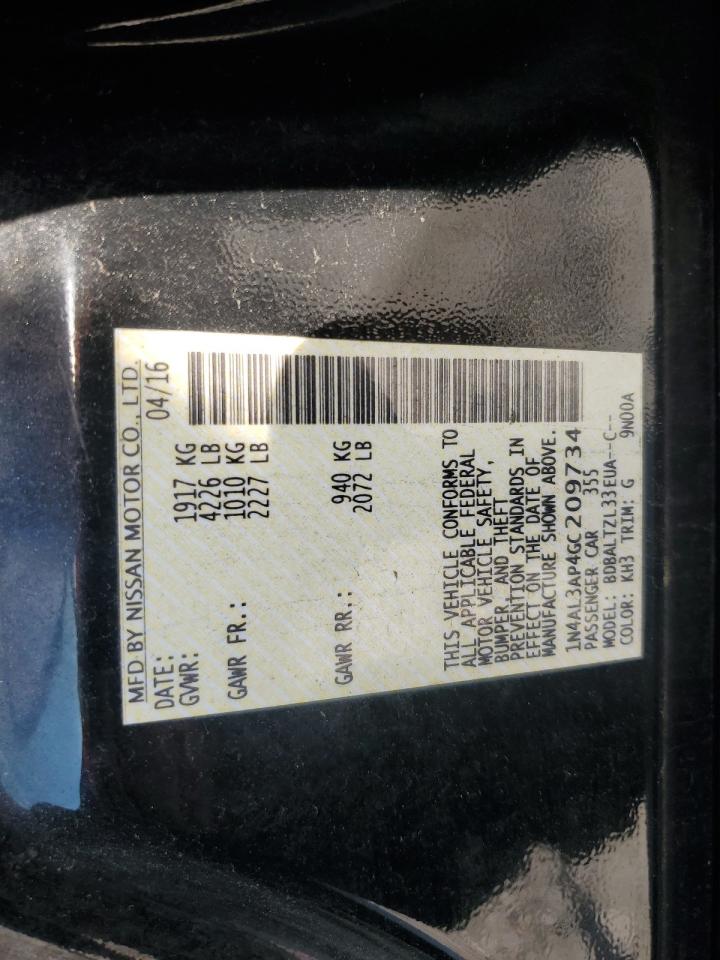 MFD BY NISSAN MOTOR CO., LTD.
DATE: 04/16
GVWR: 1917 KG
4226 LB
GAWR FR.: 1010 KG
2227 LB
GAWR RR.: 940 KG
2072 LB
THIS VEHICLE CONFORMS TO
ALL APPLICABLE FEDERAL
MOTOR VEHICLE SAFETY,
BUMPER, AND THEFT
PREVENTION STANDARDS IN
EFFECT ON THE DATE OF
MANUFACTURE SHOWN ABOVE.
1N4AL3AP4GC209734
PASSENGER CAR 355
MODEL: BDBALTZL33EUA--C--
COLOR: KH3 TRIM: G 9N00A